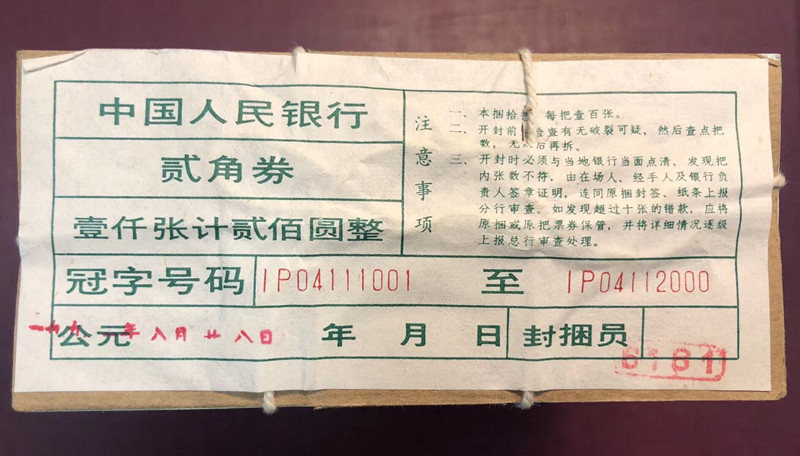 中国人民银行
贰角券
壹仟张计贰佰圆整
注意事项
一、本捆拾 每把壹百张。
二、开封前 检查有无破裂可疑，然后查点把
数，无 后再拆。
三、开封时必须与当地银行当面点清，发现把
内张数不符，由在场人、经手人及银行负
责人签章证明，连同原捆封签、纸条上报
分行审查。如发现超过十张的错款，应将
原捆或原把票券保管，并将详细情况逐级
上报总行审查处理。
冠字号码 IP04111001 至 IP04112000
公元 年八月廿八日 年 月 日 封捆员
6181